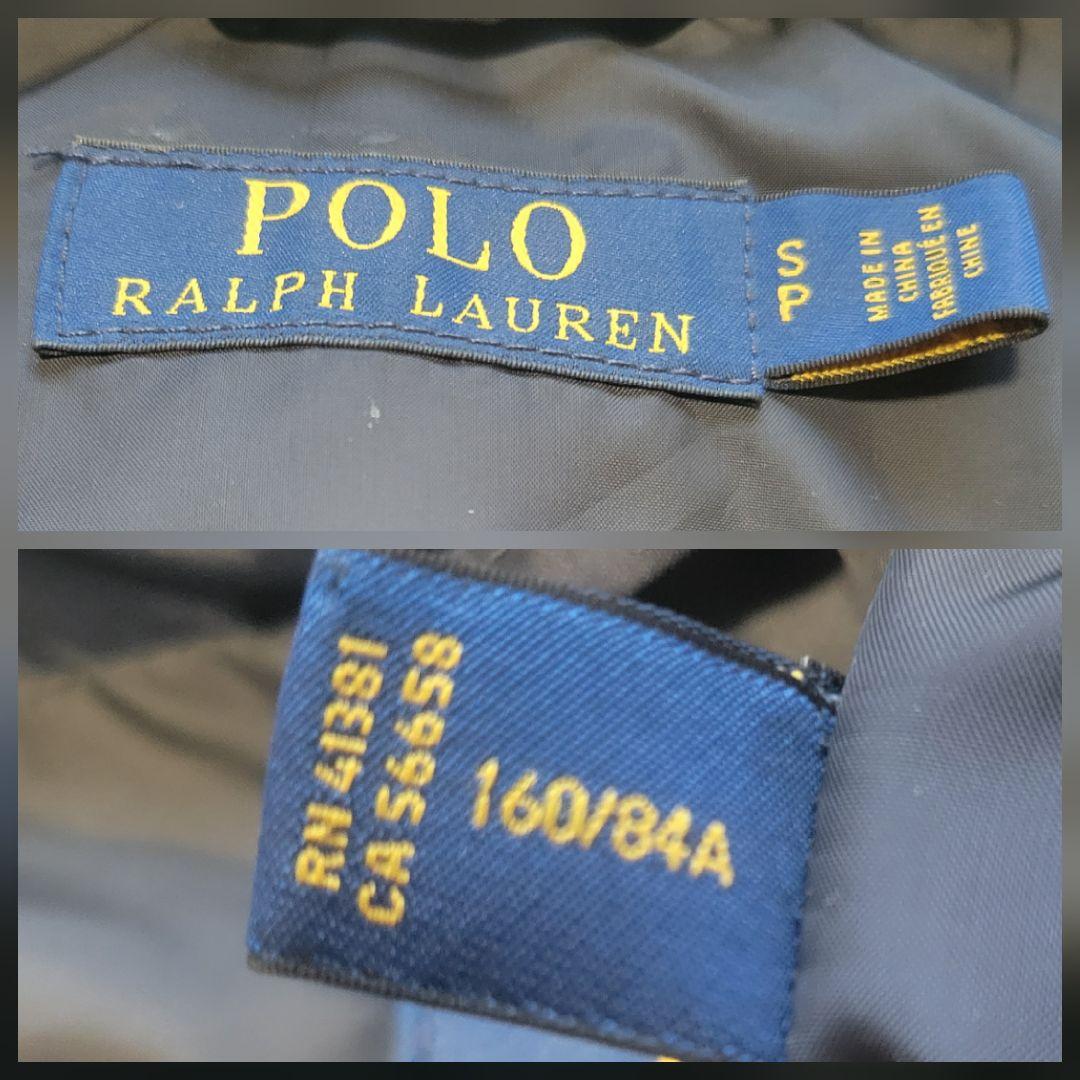 POLO
RALPH LAUREN
S
P
MADE IN
CHINA
FABRIQUÉ EN
CHINE
RN 41381
CA 56658
160/84A